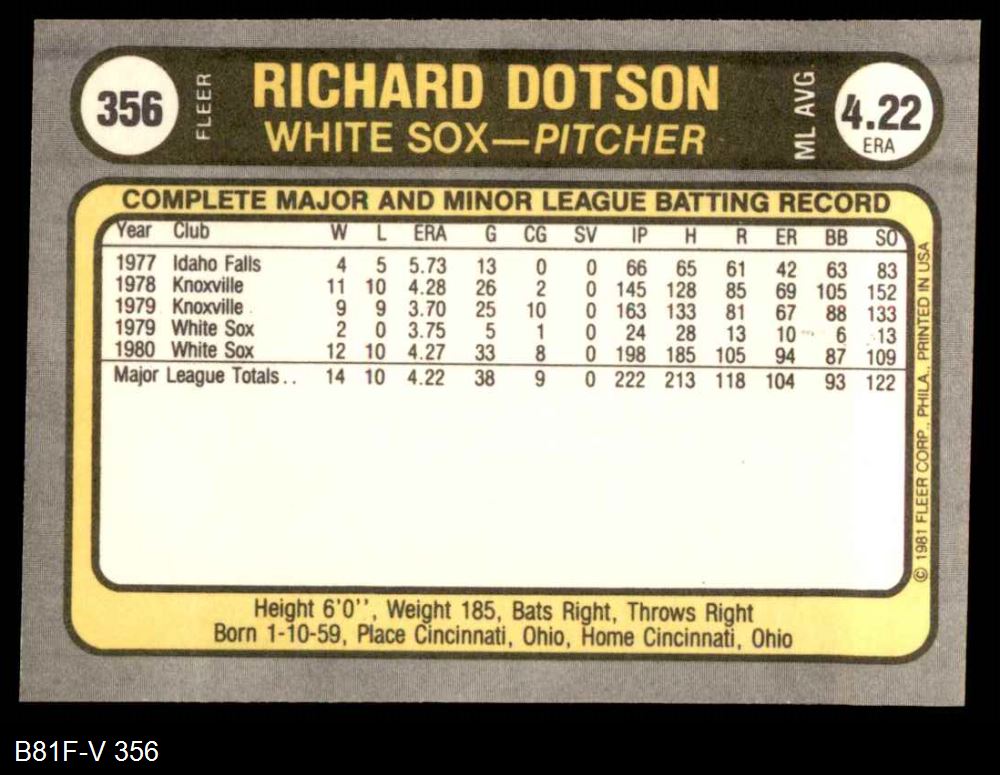 356 FLEER RICHARD DOTSON ML AVG. 4.22
WHITE SOX—PITCHER ERA
COMPLETE MAJOR AND MINOR LEAGUE BATTING RECORD
Year Club W L ERA G CG SV IP H R ER BB SO
1977 Idaho Falls 4 5 5.73 13 0 0 66 65 61 42 63 83
1978 Knoxville 11 10 4.28 26 2 0 145 128 85 69 105 152
1979 Knoxville 9 9 3.70 25 10 0 163 133 81 67 88 133
1979 White Sox 2 0 3.75 5 1 0 24 28 13 10 6 13
1980 White Sox 12 10 4.27 33 8 0 198 185 105 94 87 109
Major League Totals.. 14 10 4.22 38 9 0 222 213 118 104 93 122
© 1981 FLEER CORP., PHILA., PRINTED IN USA
Height 6'0'', Weight 185, Bats Right, Throws Right
Born 1-10-59, Place Cincinnati, Ohio, Home Cincinnati, Ohio
B81F-V 356